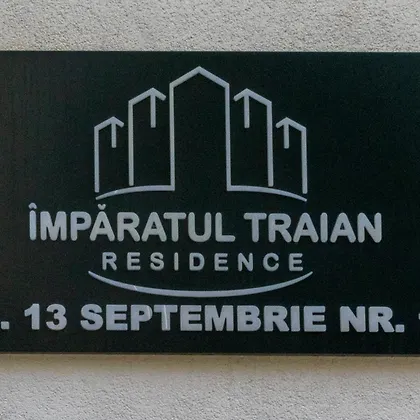 ÎMPĂRATUL TRAIAN
RESIDENCE
. 13 SEPTEMBRIE NR.